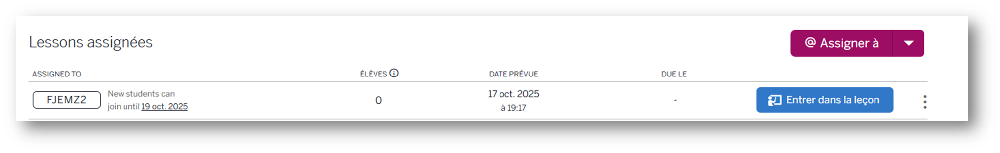 Lessons assignées
@ Assigner à
ASSIGNED TO
ÉLÈVES
DATE PRÉVUE
DUE LE
FJEMZ2
New students can
join until 19 oct. 2025
0
17 oct. 2025
à 19:17
-
Entrer dans la leçon